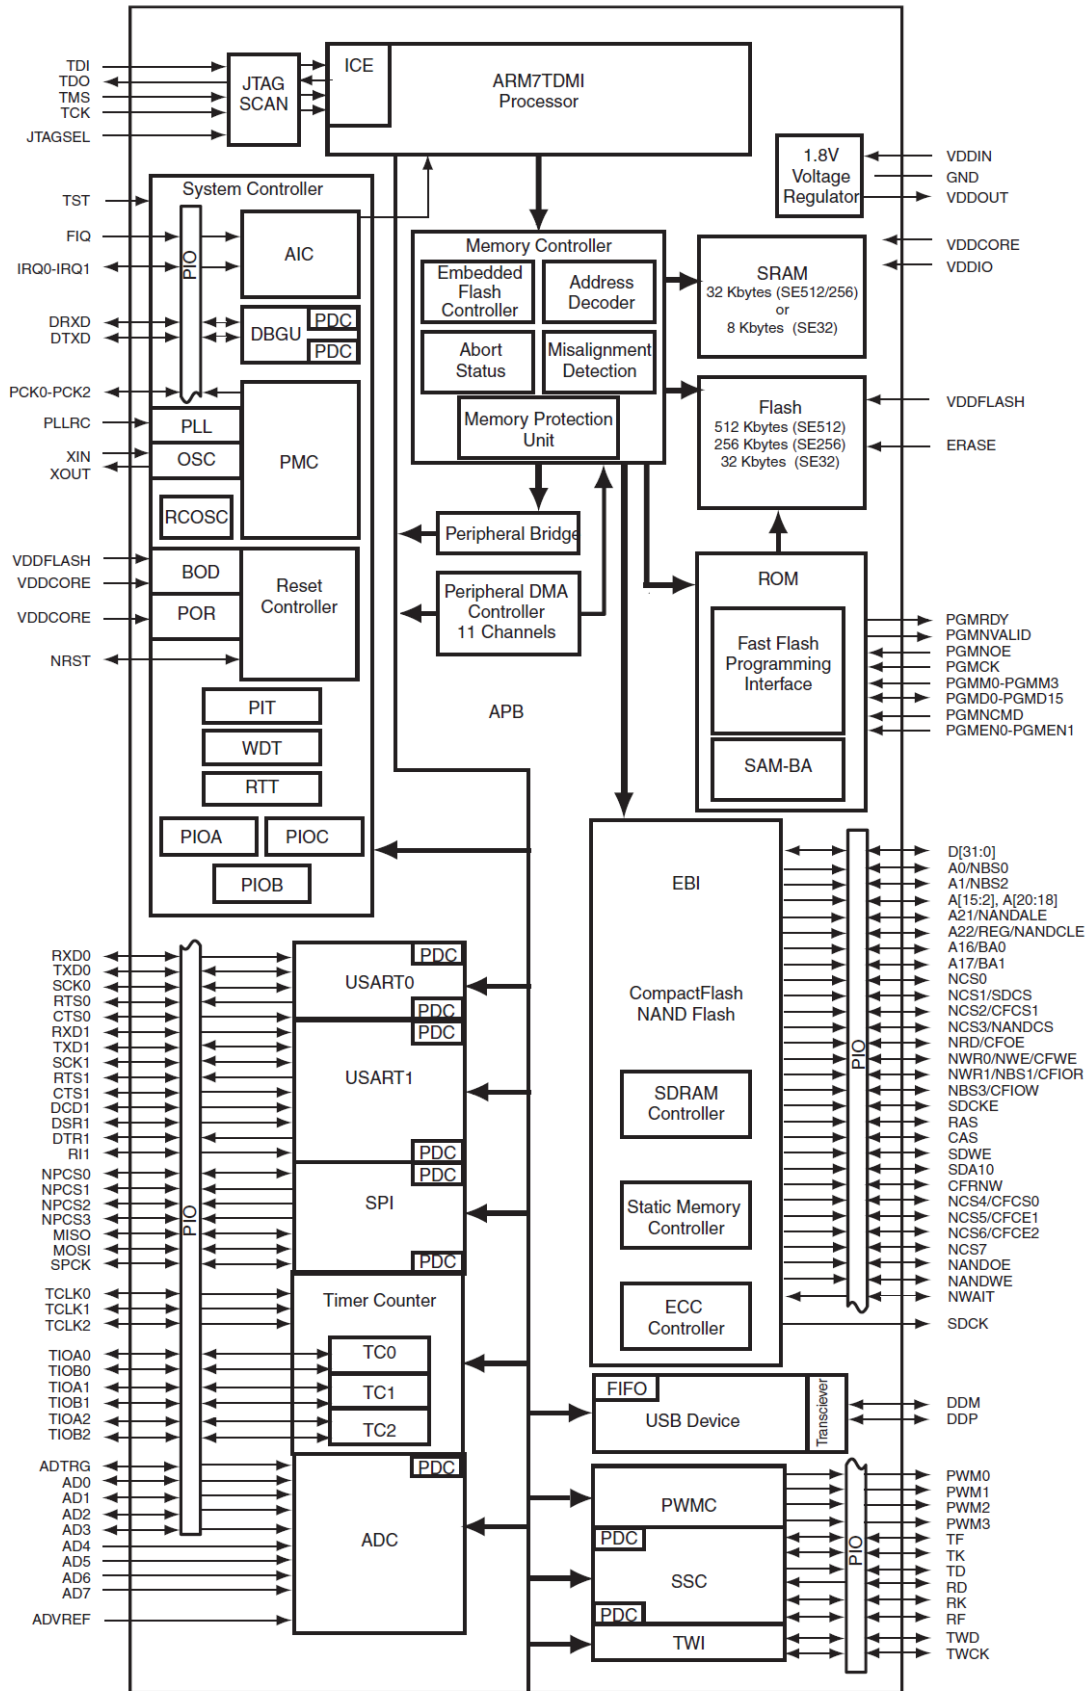 TDI
TDO
TMS
TCK
JTAGSEL
JTAG
SCAN
ICE
ARM7TDMI
Processor
1.8V
Voltage
Regulator
VDDIN
GND
VDDOUT
VDDCORE
VDDIO
System Controller
TST
FIQ
IRQ0-IRQ1
PIO
AIC
DRXD
DTXD
DBGU
PDC
PDC
PCK0-PCK2
PLLRC
PLL
XIN
XOUT
OSC
PMC
RCOSC
VDDFLASH
VDDCORE
BOD
VDDCORE
POR
Reset
Controller
NRST
PIT
WDT
RTT
PIOA
PIOC
PIOB
Memory Controller
Embedded
Flash
Controller
Address
Decoder
Abort
Status
Misalignment
Detection
Memory Protection
Unit
Peripheral Bridge
Peripheral DMA
Controller
11 Channels
APB
SRAM
32 Kbytes (SE512/256)
or
8 Kbytes (SE32)
Flash
512 Kbytes (SE512)
256 Kbytes (SE256)
32 Kbytes (SE32)
VDDFLASH
ERASE
ROM
Fast Flash
Programming
Interface
SAM-BA
PGMRDY
PGMNVALID
PGMNOE
PGMCK
PGMM0-PGMM3
PGMD0-PGMD15
PGMNCMD
PGMEN0-PGMEN1
EBI
CompactFlash
NAND Flash
SDRAM
Controller
Static Memory
Controller
ECC
Controller
PIO
D[31:0]
A0/NBS0
A1/NBS2
A[15:2], A[20:18]
A21/NANDALE
A22/REG/NANDCLE
A16/BA0
A17/BA1
NCS0
NCS1/SDCS
NCS2/CFCS1
NCS3/NANDCS
NRD/CFOE
NWR0/NWE/CFWE
NWR1/NBS1/CFIOR
NBS3/CFIOW
SDCKE
RAS
CAS
SDWE
SDA10
CFRNW
NCS4/CFCS0
NCS5/CFCE1
NCS6/CFCE2
NCS7
NANDOE
NANDWE
NWAIT
SDCK
RXD0
TXD0
SCK0
RTS0
CTS0
RXD1
TXD1
SCK1
RTS1
CTS1
DCD1
DSR1
DTR1
RI1
NPCS0
NPCS1
NPCS2
NPCS3
MISO
MOSI
SPCK
TCLK0
TCLK1
TCLK2
TIOA0
TIOB0
TIOA1
TIOB1
TIOA2
TIOB2
ADTRG
AD0
AD1
AD2
AD3
AD4
AD5
AD6
AD7
ADVREF
PIO
PDC
USART0
PDC
PDC
USART1
PDC
PDC
SPI
PDC
Timer Counter
TC0
TC1
TC2
PDC
ADC
FIFO
USB Device
Transciever
DDM
DDP
PWMC
PDC
SSC
PDC
TWI
PIO
PWM0
PWM1
PWM2
PWM3
TF
TK
TD
RD
RK
RF
TWD
TWCK